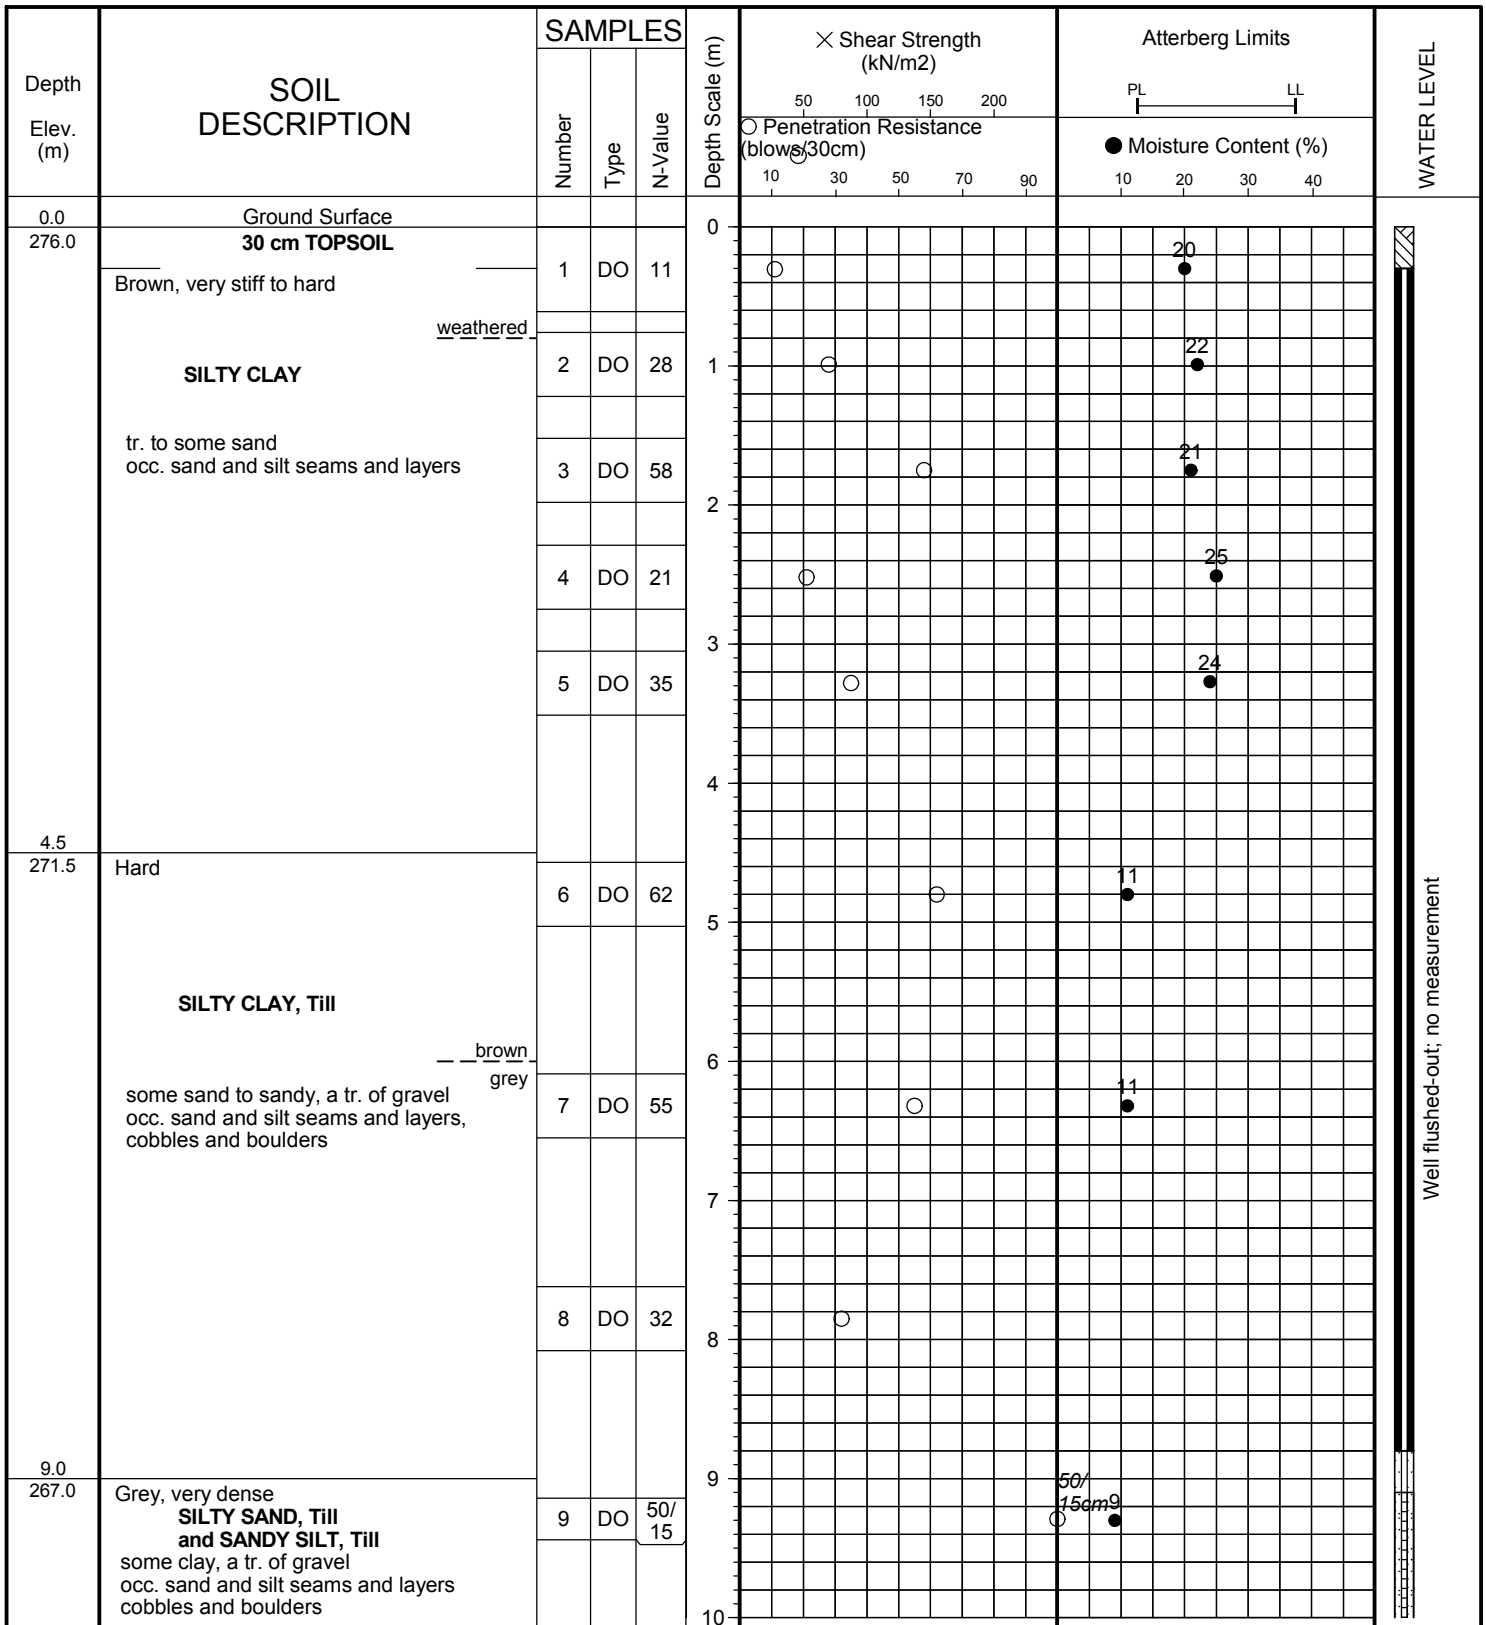 Depth
Elev.
(m)
SOIL
DESCRIPTION
SAMPLES
Number
Type
N-Value
Depth Scale (m)
× Shear Strength
(kN/m2)
50 100 150 200
Penetration Resistance
(blows/30cm)
10 30 50 70 90
Atterberg Limits
PL LL
Moisture Content (%)
10 20 30 40
WATER LEVEL
0.0
Ground Surface
276.0
30 cm TOPSOIL
Brown, very stiff to hard
weathered
SILTY CLAY
tr. to some sand
occ. sand and silt seams and layers
4.5
271.5
Hard
SILTY CLAY, Till
brown
grey
some sand to sandy, a tr. of gravel
occ. sand and silt seams and layers,
cobbles and boulders
9.0
267.0
Grey, very dense
SILTY SAND, Till
and SANDY SILT, Till
some clay, a tr. of gravel
occ. sand and silt seams and layers
cobbles and boulders
1 DO 11
2 DO 28
3 DO 58
4 DO 21
5 DO 35
6 DO 62
7 DO 55
8 DO 32
9 DO 50/
15
0
1
2
3
4
5
6
7
8
9
10
20
22
21
25
24
11
11
50/
15cm
9
Well flushed-out; no measurement